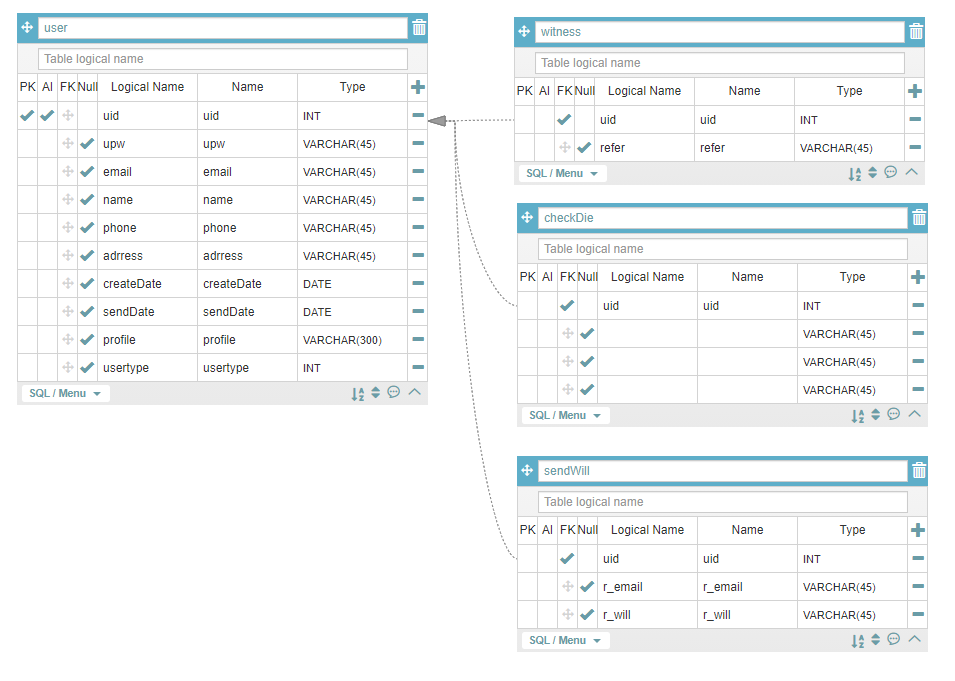 user
Table logical name
PK AI FK Null Logical Name Name Type
uid uid INT
upw upw VARCHAR(45)
email email VARCHAR(45)
name name VARCHAR(45)
phone phone VARCHAR(45)
adrress adrress VARCHAR(45)
createDate createDate DATE
sendDate sendDate DATE
profile profile VARCHAR(300)
usertype usertype INT
SQL / Menu
witness
Table logical name
PK AI FK Null Logical Name Name Type
uid uid INT
refer refer VARCHAR(45)
SQL / Menu
checkDie
Table logical name
PK AI FK Null Logical Name Name Type
uid uid INT
VARCHAR(45)
VARCHAR(45)
VARCHAR(45)
SQL / Menu
sendWill
Table logical name
PK AI FK Null Logical Name Name Type
uid uid INT
r_email r_email VARCHAR(45)
r_will r_will VARCHAR(45)
SQL / Menu